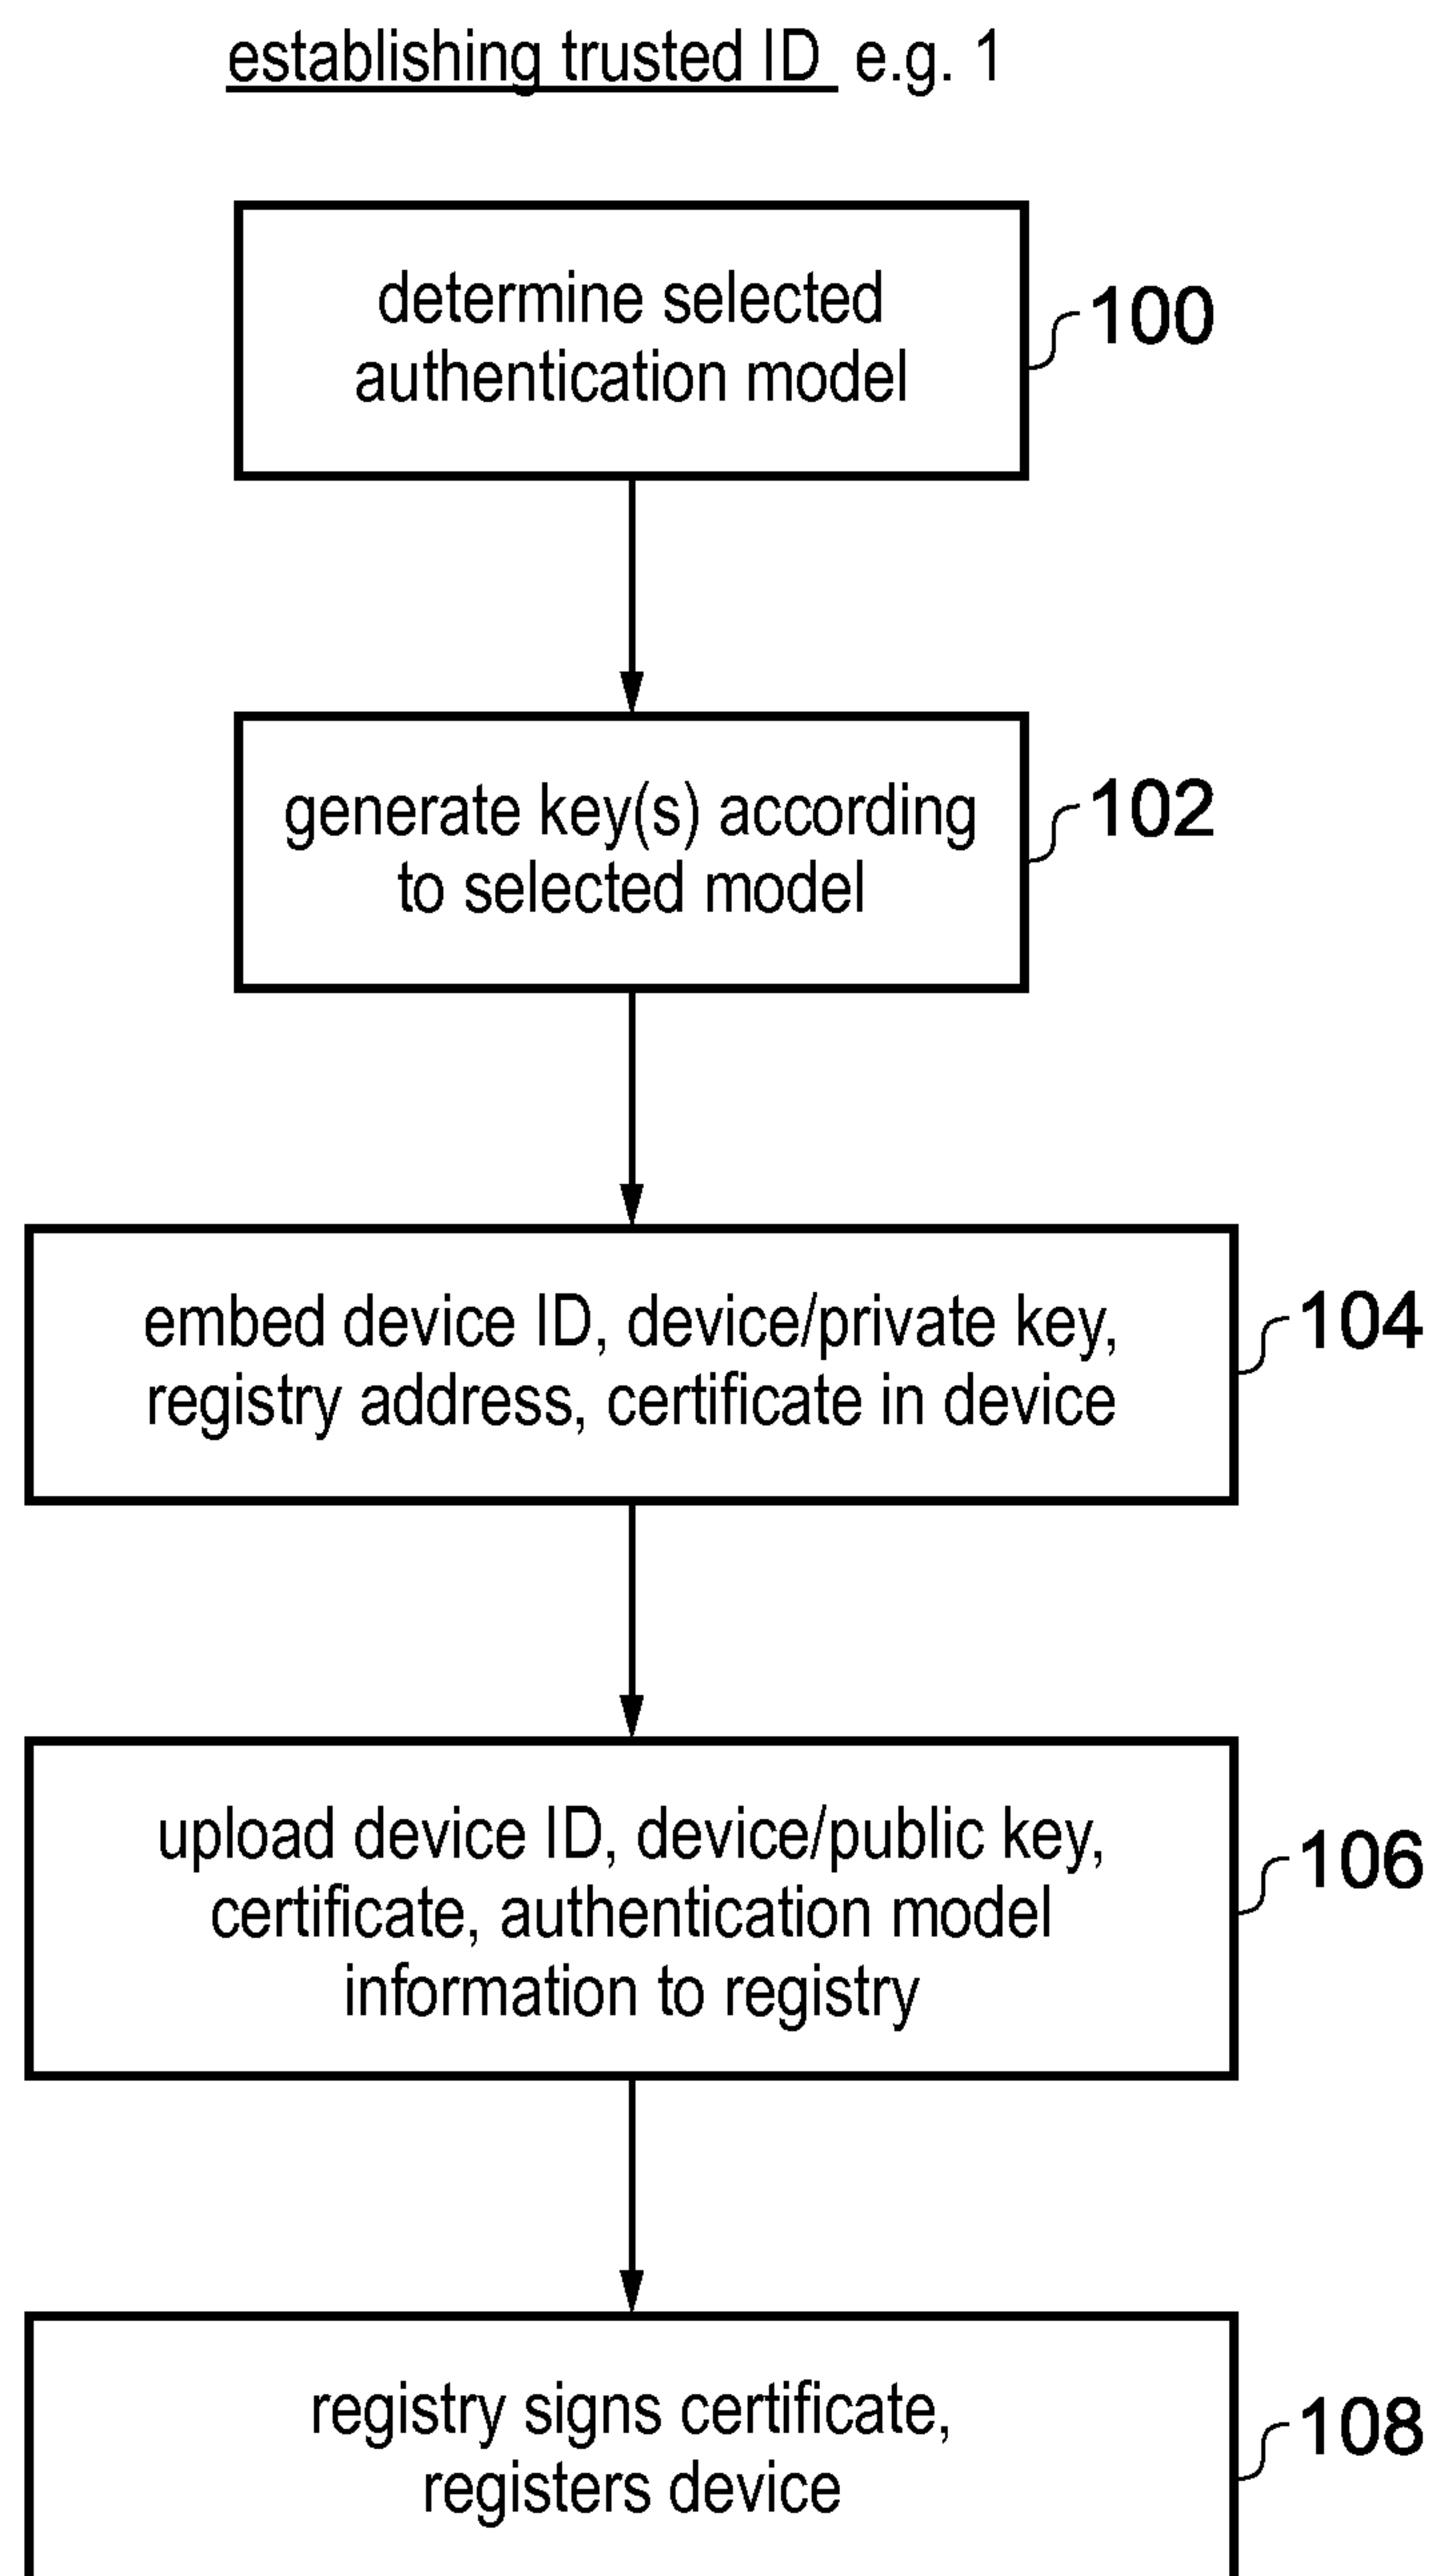 establishing trusted ID e.g. 1
determine selected
authentication model
100
generate key(s) according
to selected model
102
embed device ID, device/private key,
registry address, certificate in device
104
upload device ID, device/public key,
certificate, authentication model
information to registry
106
registry signs certificate,
registers device
108